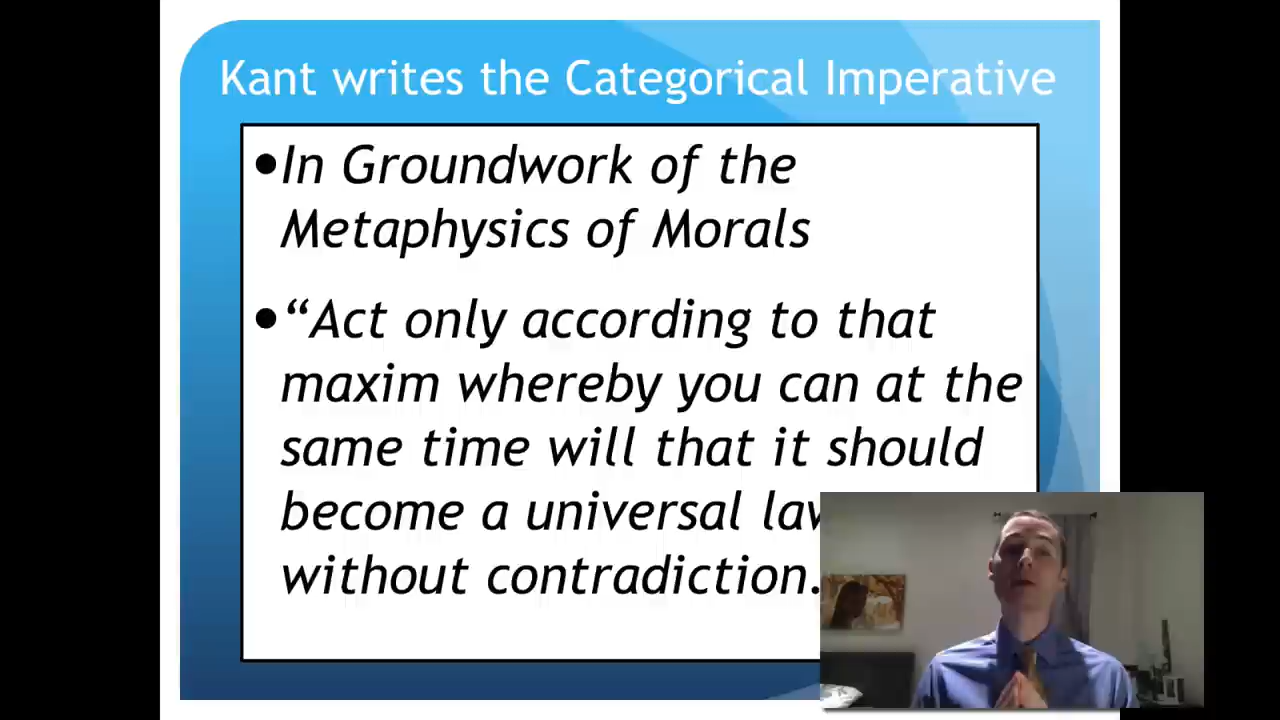 Kant writes the Categorical Imperative
•In Groundwork of the
Metaphysics of Morals
•“Act only according to that
maxim whereby you can at the
same time will that it should
become a universal
without contradiction.